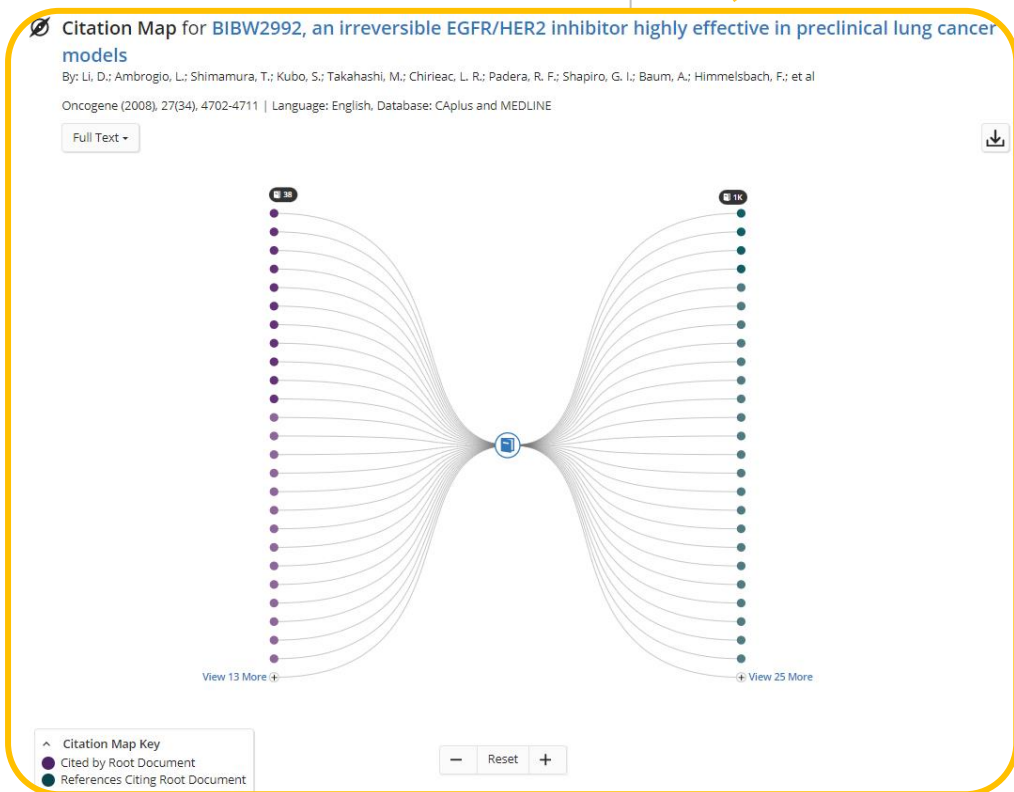 Citation Map for BIBW2992, an irreversible EGFR/HER2 inhibitor highly effective in preclinical lung cancer
models
By: Li, D.; Ambrogio, L.; Shimamura, T.; Kubo, S.; Takahashi, M.; Chirieac, L. R.; Padera, R. F.; Shapiro, G. I.; Baum, A.; Himmelsbach, F.; et al
Oncogene (2008), 27(34), 4702-4711 | Language: English, Database: CAplus and MEDLINE
Full Text
38
1K
View 13 More
View 25 More
Citation Map Key
Cited by Root Document
References Citing Root Document
Reset